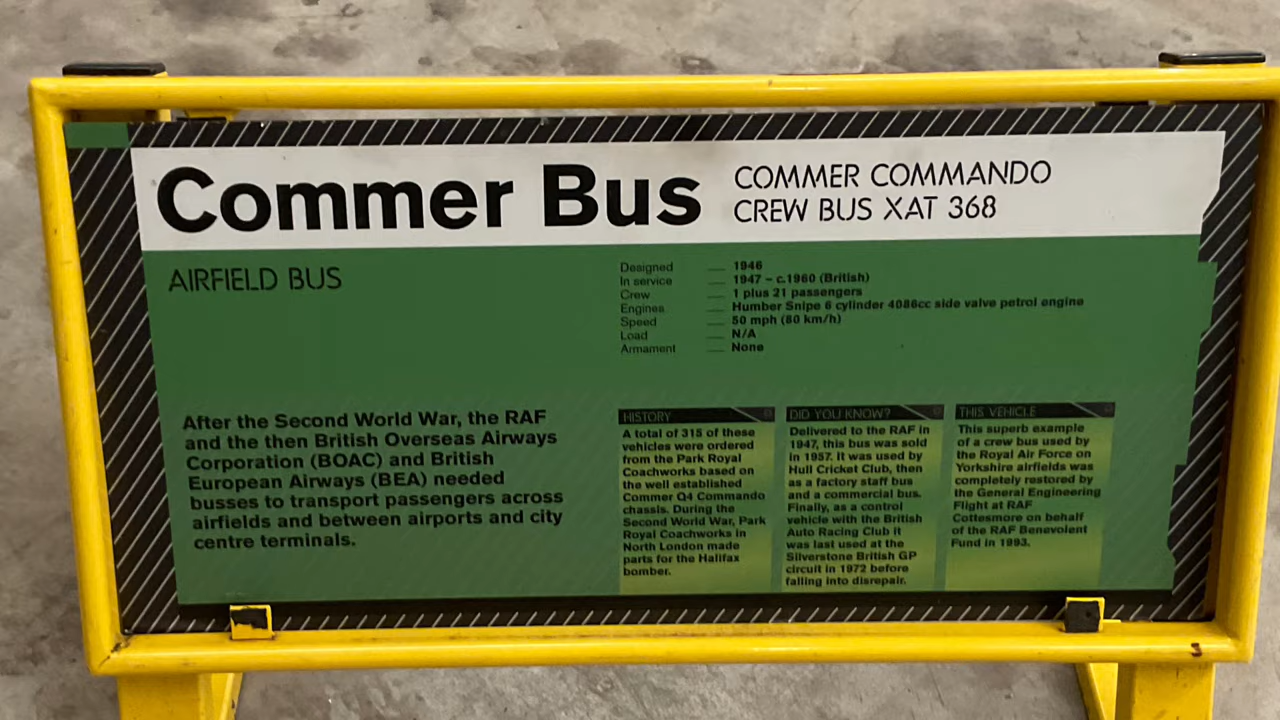 Commer Bus
COMMER COMMANDO
CREW BUS XAT 368
AIRFIELD BUS
Designed — 1946
In service — 1947 – c.1960 (British)
Crew — 1 plus 21 passengers
Engines — Humber Snipe 6 cylinder 4086cc side valve petrol engine
Speed — 50 mph (80 km/h)
Load — N/A
Armament — None
After the Second World War, the RAF
and the then British Overseas Airways
Corporation (BOAC) and British
European Airways (BEA) needed
busses to transport passengers across
airfields and between airports and city
centre terminals.
HISTORY
A total of 315 of these
vehicles were ordered
from the Park Royal
Coachworks based on
the well established
Commer Q4 Commando
chassis. During the
Second World War, Park
Royal Coachworks in
North London made
parts for the Halifax
bomber.
DID YOU KNOW?
Delivered to the RAF in
1947, this bus was sold
in 1957. It was used by
Hull Cricket Club, then
as a factory staff bus
and a commercial bus.
Finally, as a control
vehicle with the British
Auto Racing Club it
was last used at the
Silverstone British GP
circuit in 1972 before
falling into disrepair.
THIS VEHICLE
This superb example
of a crew bus used by
the Royal Air Force on
Yorkshire airfields was
completely restored by
the General Engineering
Flight at RAF
Cottesmore on behalf
of the RAF Benevolent
Fund in 1993.